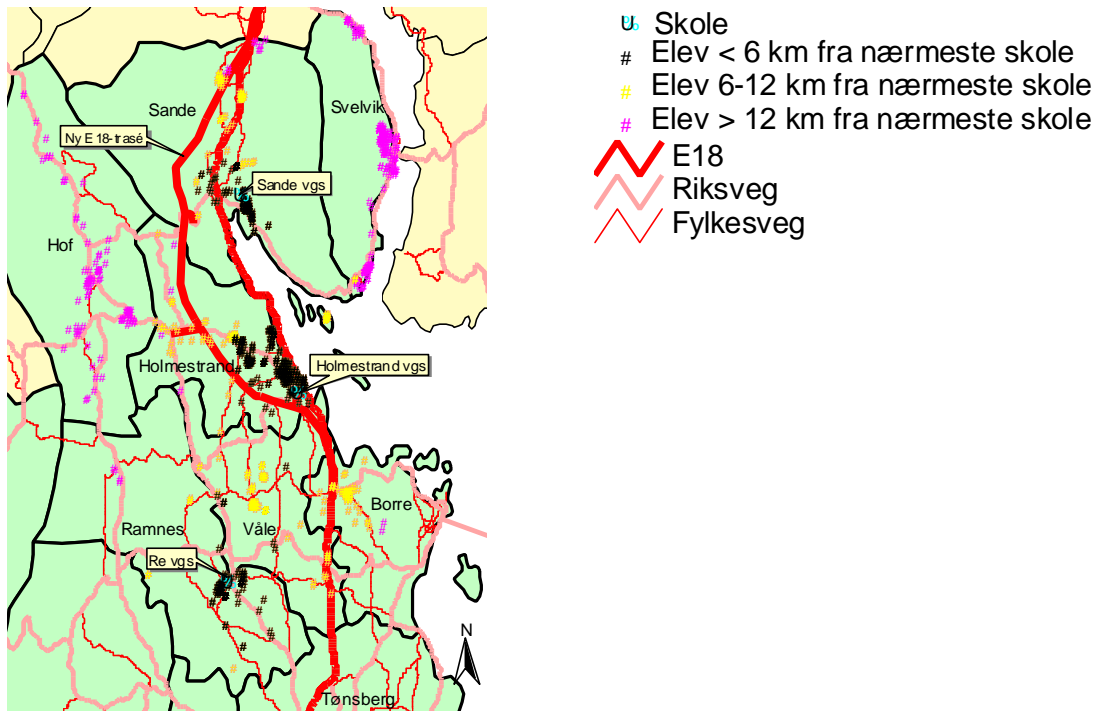 Skole
# Elev < 6 km fra nærmeste skole
# Elev 6-12 km fra nærmeste skole
# Elev > 12 km fra nærmeste skole
E18
Riksveg
Fylkesveg
Sande
Svelvik
Ny E 18-trasé
Sande vgs
Hof
Holmestrand
Holmestrand vgs
Borre
Ramnes
Våle
Re vgs
N
Tønsberg